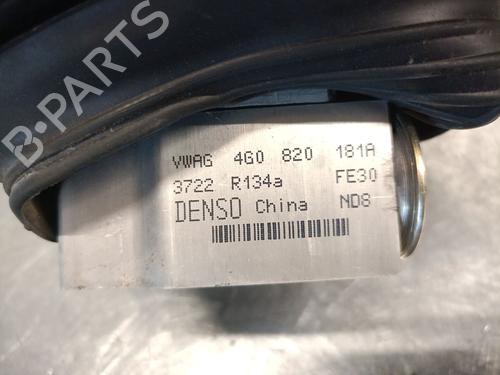 B-PARTS
VWAG 4G0 820 181A
3722 R134a FE30
DENSO China ND8